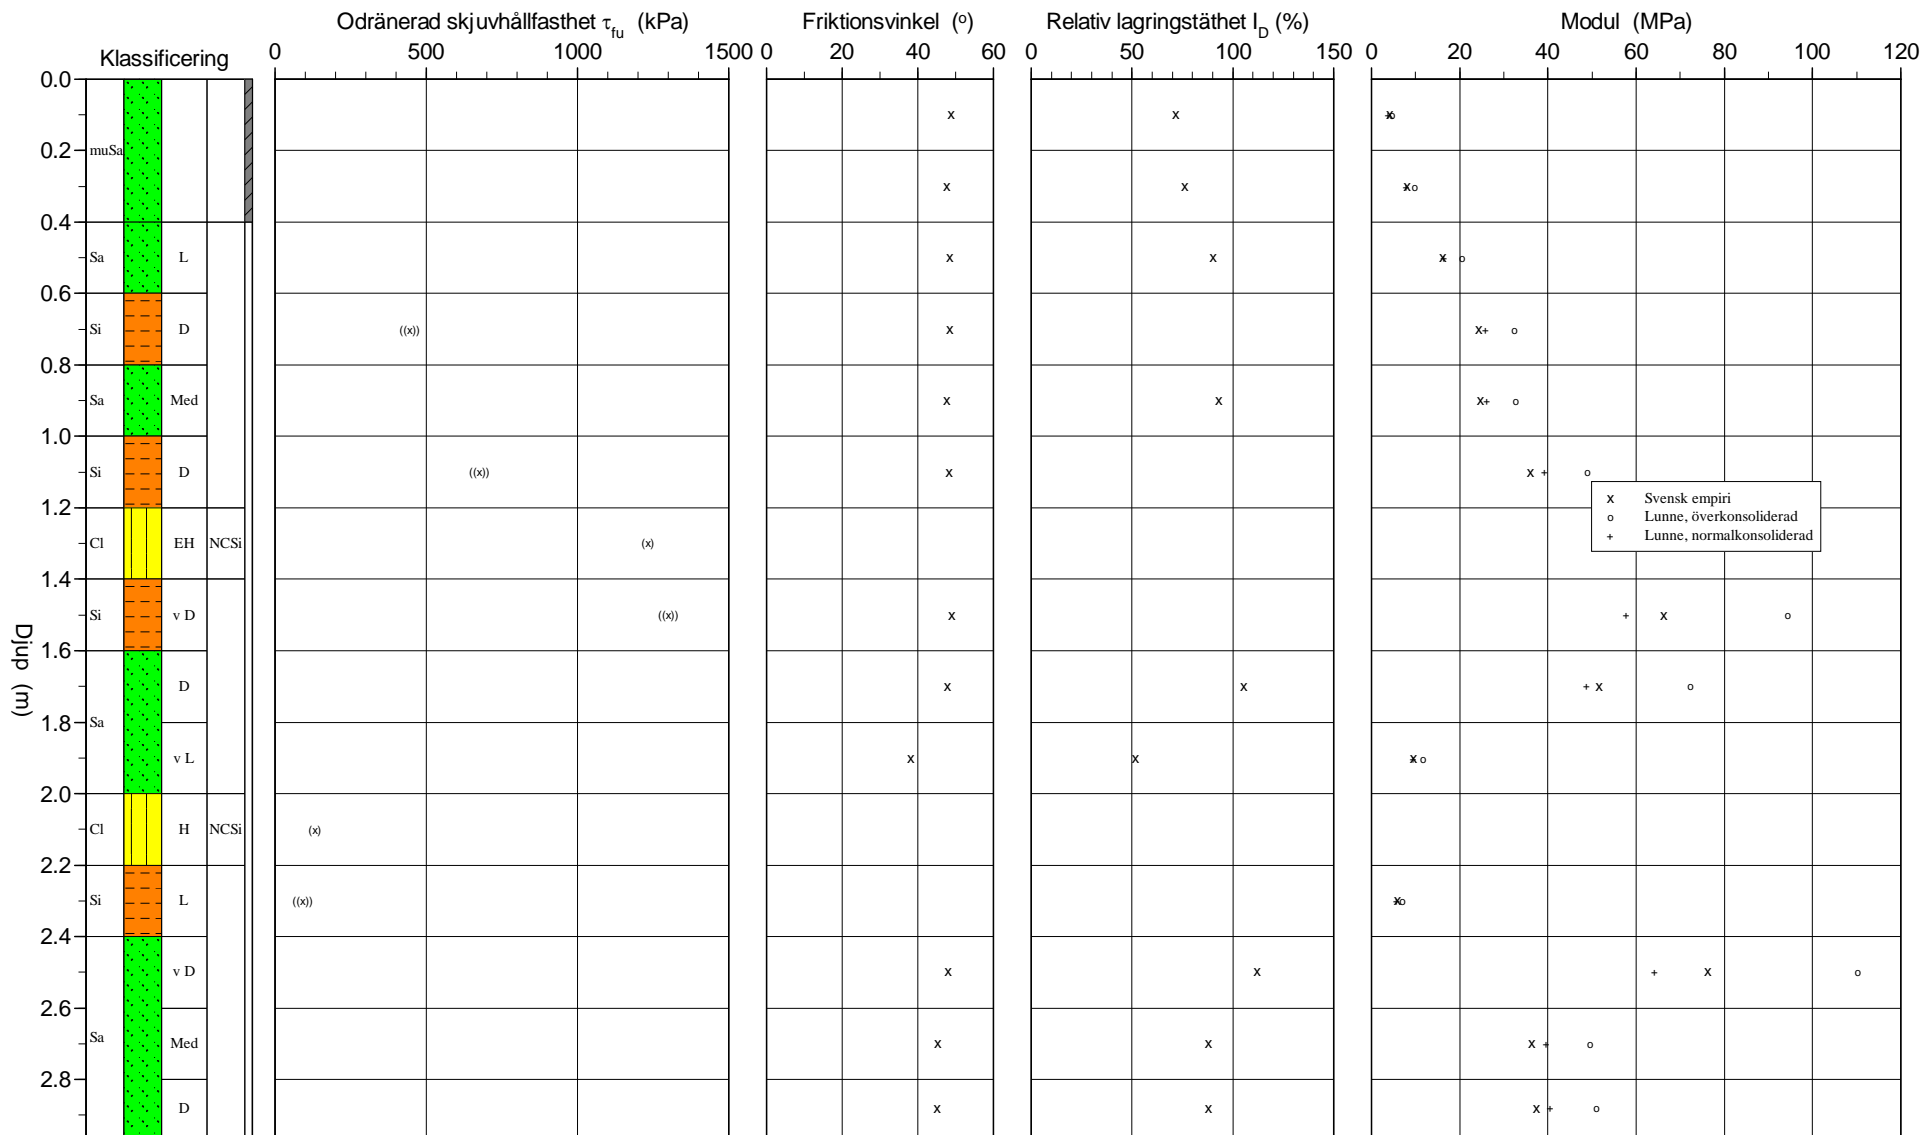 Odränerad skjuvhållfasthet τfu (kPa)
Friktionsvinkel (o)
Relativ lagringstäthet ID (%)
Modul (MPa)
Klassificering
0 500 1000 1500
0 20 40 60
0 50 100 150
0 20 40 60 80 100 120
Djup (m)
0.0
muSa
0.2
0.4
Sa L
0.6
Si D
((x))
0.8
Sa Med
1.0
Si D
((x))
1.2
Cl EH NCSi
(x)
1.4
Si v D
((x))
1.6
D
1.8
Sa
v L
2.0
Cl H NCSi
(x)
2.2
Si L
((x))
2.4
v D
2.6
Sa
Med
2.8
D
x Svensk empiri
o Lunne, överkonsoliderad
+ Lunne, normalkonsoliderad